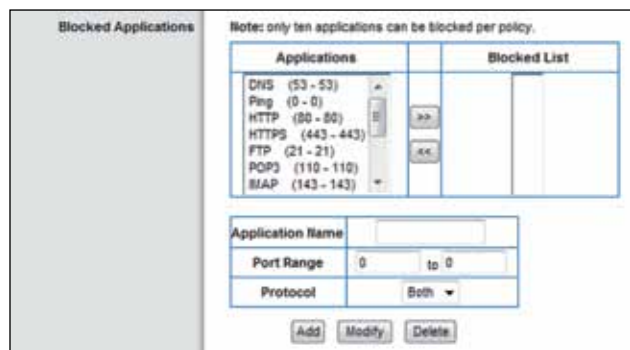 Blocked Applications
Note: only ten applications can be blocked per policy.
Applications
Blocked List
DNS (53 - 53)
Ping (0 - 0)
HTTP (80 - 80)
HTTPS (443 - 443)
FTP (21 - 21)
POP3 (110 - 110)
IMAP (143 - 143)
>>
<<
Application Name
Port Range 0 to 0
Protocol Both
Add Modify Delete